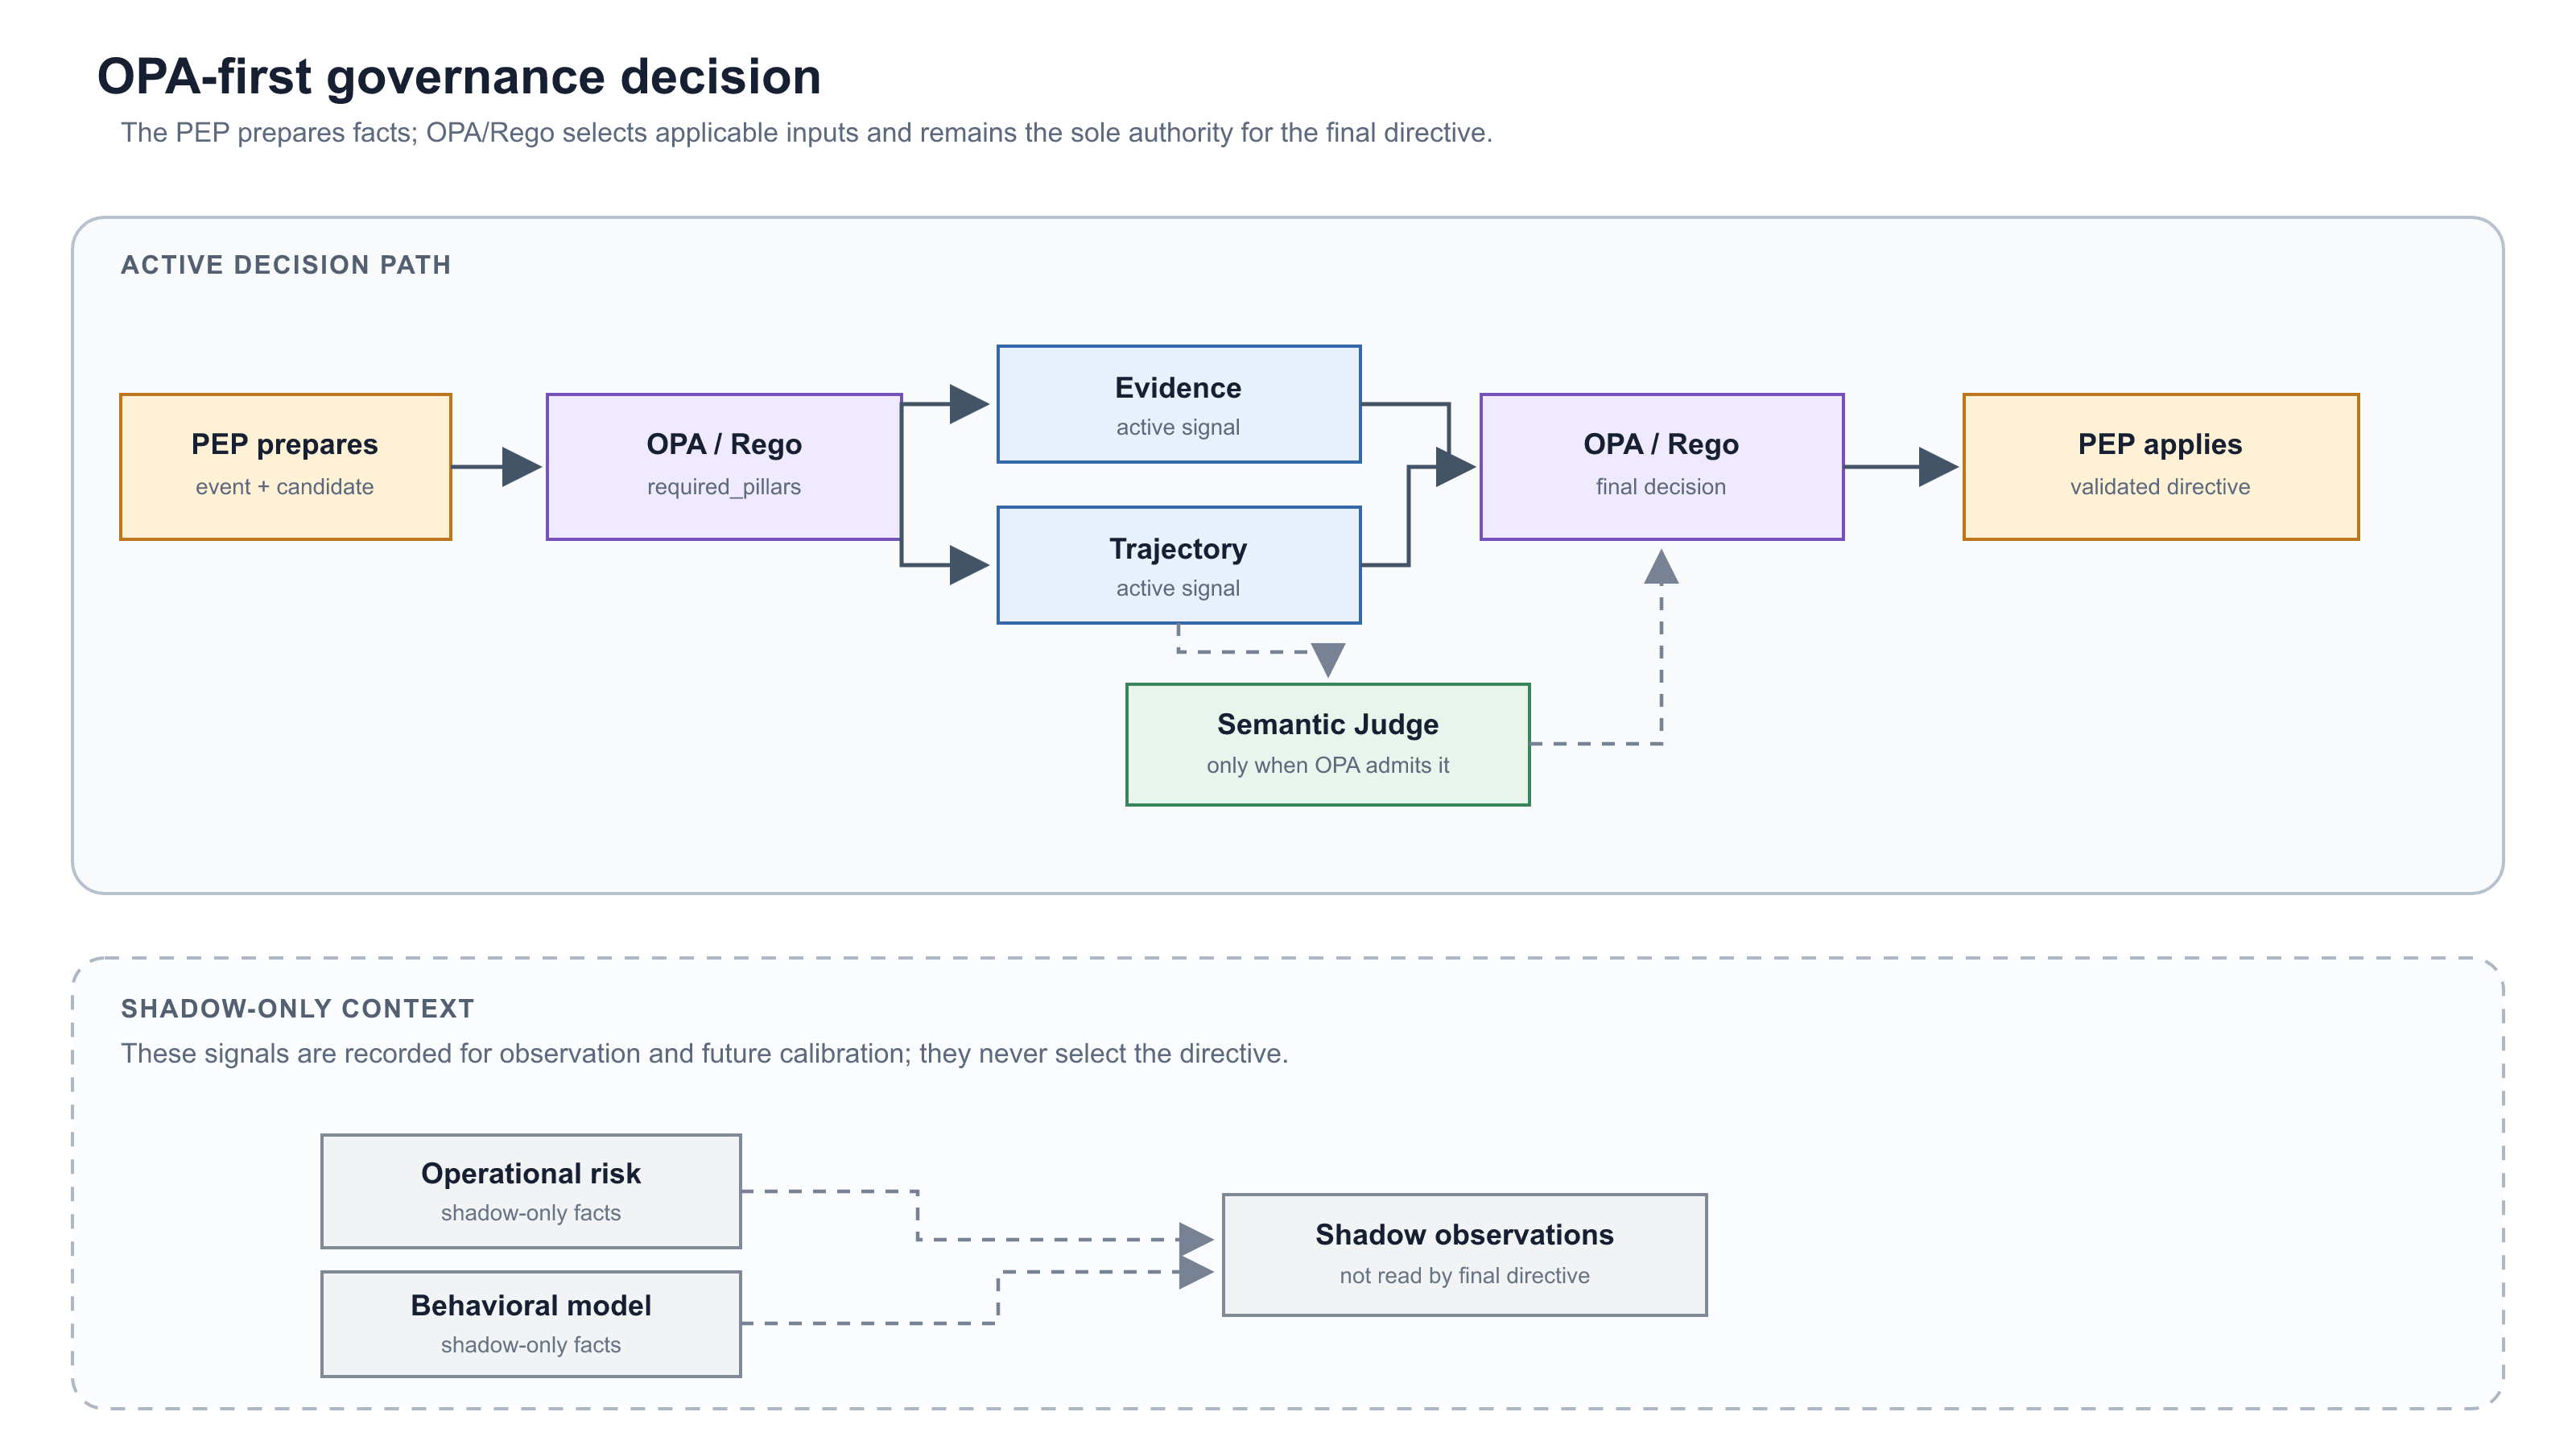 OPA-first governance decision
The PEP prepares facts; OPA/Rego selects applicable inputs and remains the sole authority for the final directive.
ACTIVE DECISION PATH
PEP prepares
event + candidate
OPA / Rego
required_pillars
Evidence
active signal
Trajectory
active signal
Semantic Judge
only when OPA admits it
OPA / Rego
final decision
PEP applies
validated directive
SHADOW-ONLY CONTEXT
These signals are recorded for observation and future calibration; they never select the directive.
Operational risk
shadow-only facts
Behavioral model
shadow-only facts
Shadow observations
not read by final directive